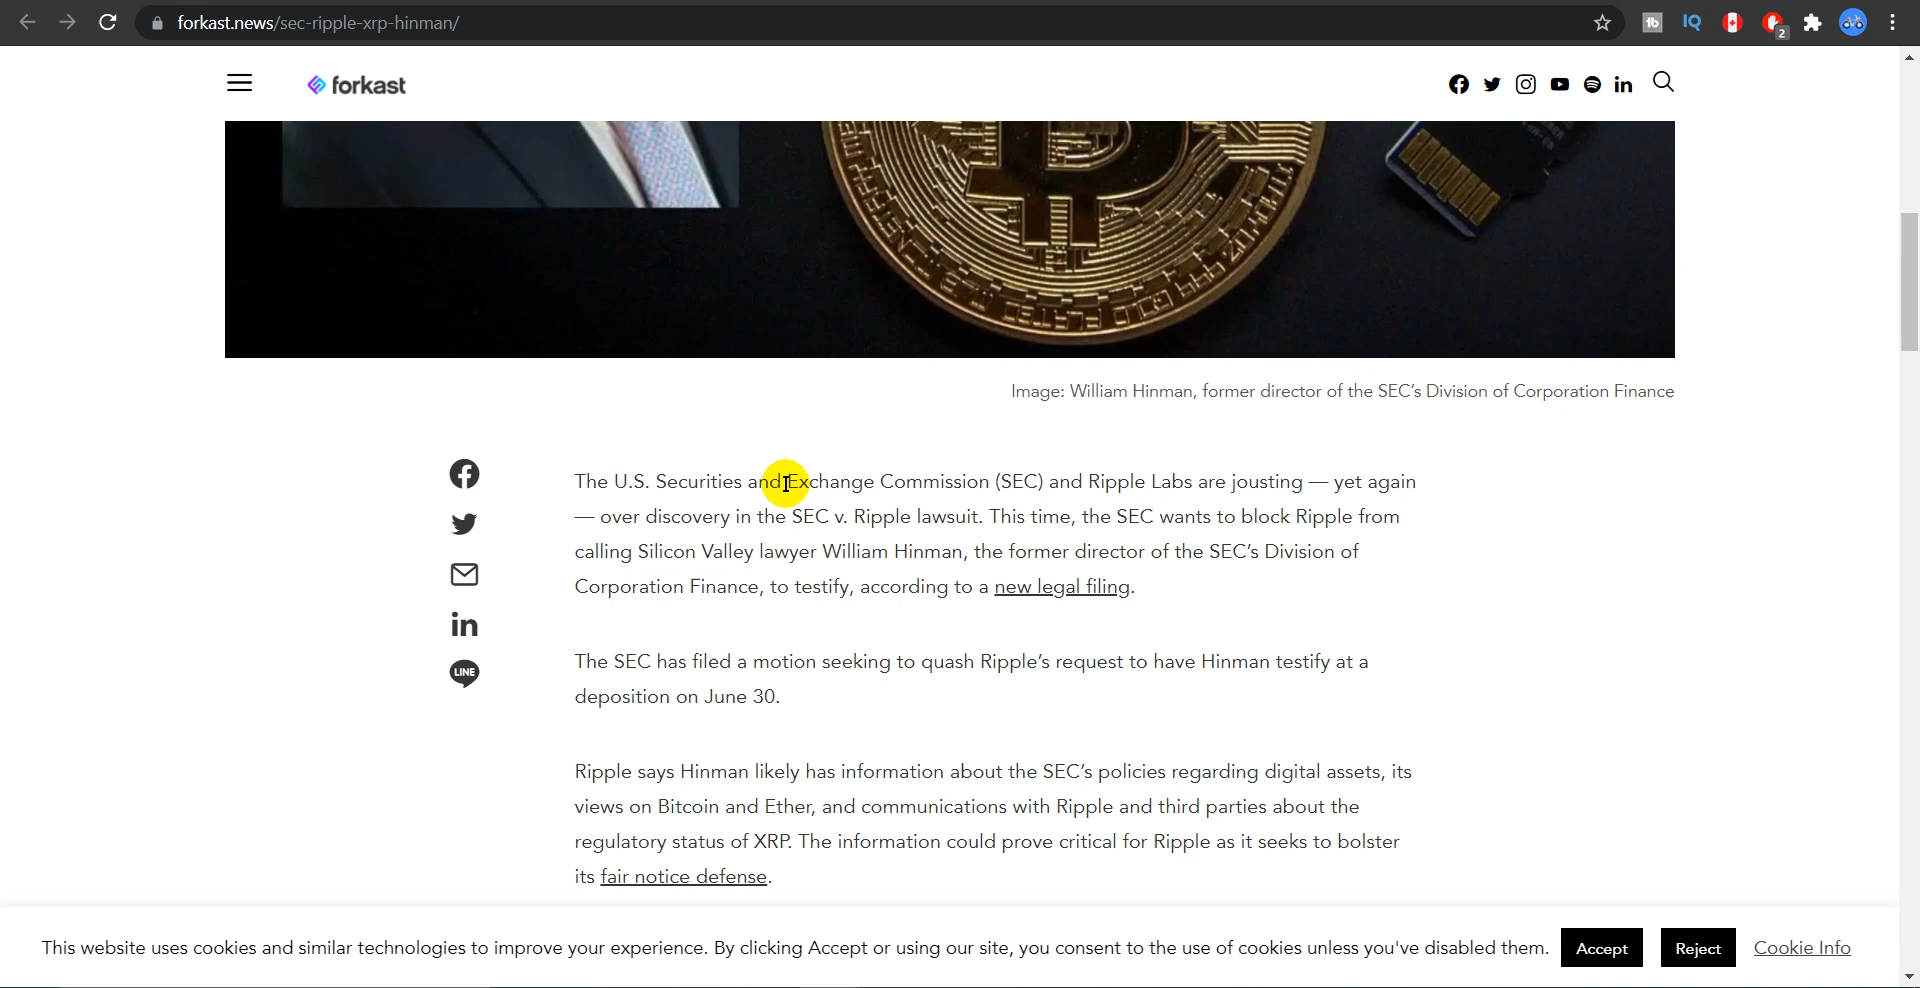 forkast.news/sec-ripple-xrp-hinman/
tb
IQ
2
forkast
Image: William Hinman, former director of the SEC's Division of Corporation Finance
The U.S. Securities and Exchange Commission (SEC) and Ripple Labs are jousting — yet again
— over discovery in the SEC v. Ripple lawsuit. This time, the SEC wants to block Ripple from
calling Silicon Valley lawyer William Hinman, the former director of the SEC's Division of
Corporation Finance, to testify, according to a new legal filing.
LINE
The SEC has filed a motion seeking to quash Ripple's request to have Hinman testify at a
deposition on June 30.
Ripple says Hinman likely has information about the SEC's policies regarding digital assets, its
views on Bitcoin and Ether, and communications with Ripple and third parties about the
regulatory status of XRP. The information could prove critical for Ripple as it seeks to bolster
its fair notice defense.
This website uses cookies and similar technologies to improve your experience. By clicking Accept or using our site, you consent to the use of cookies unless you've disabled them.
Accept
Reject
Cookie Info